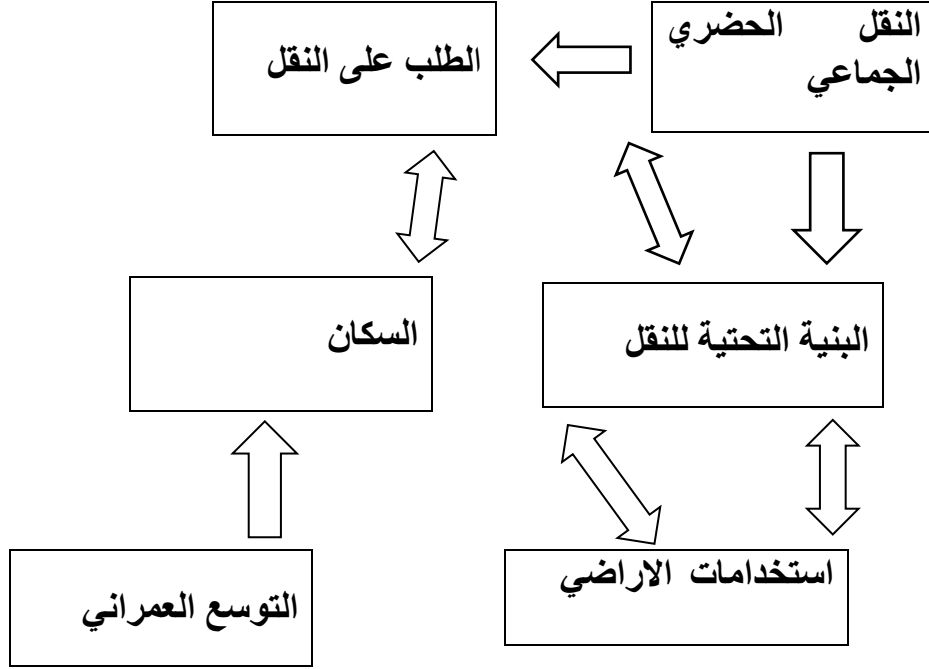 النقل الحضري
الجماعي
الطلب على النقل
البنية التحتية للنقل
السكان
استخدامات الاراضي
التوسع العمراني